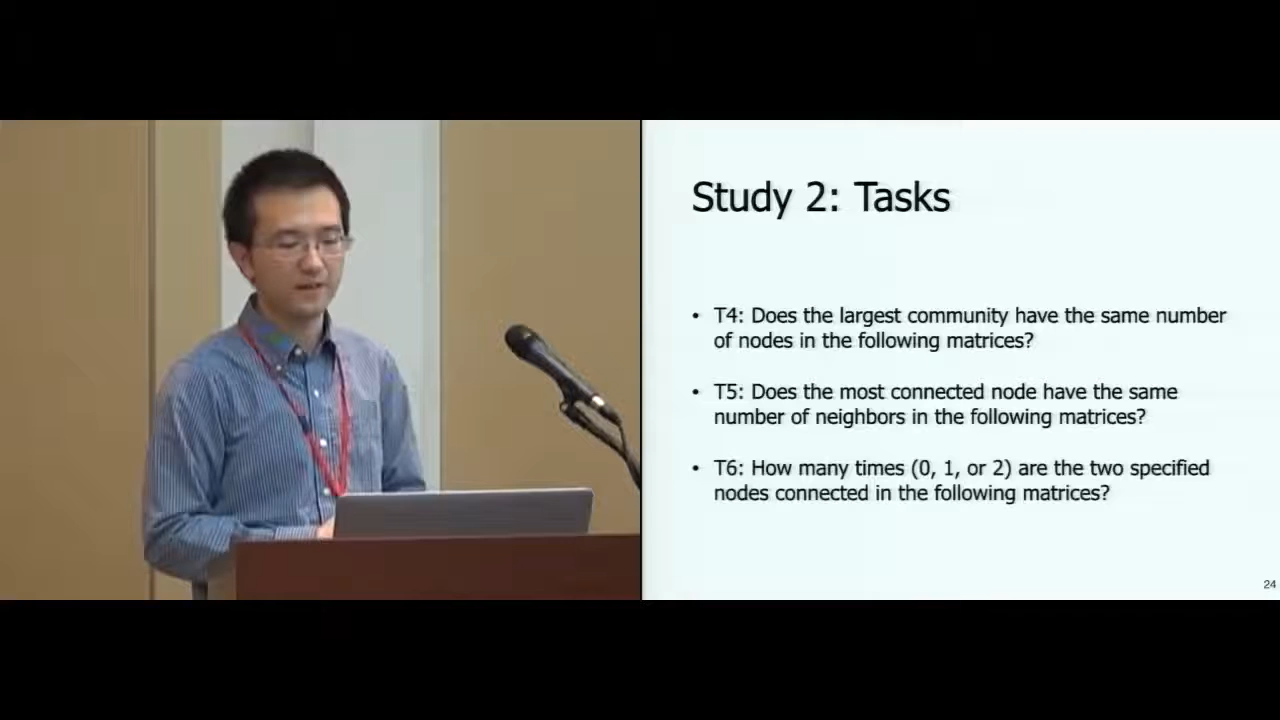 Study 2: Tasks
• T4: Does the largest community have the same number
of nodes in the following matrices?
• T5: Does the most connected node have the same
number of neighbors in the following matrices?
• T6: How many times (0, 1, or 2) are the two specified
nodes connected in the following matrices?
24